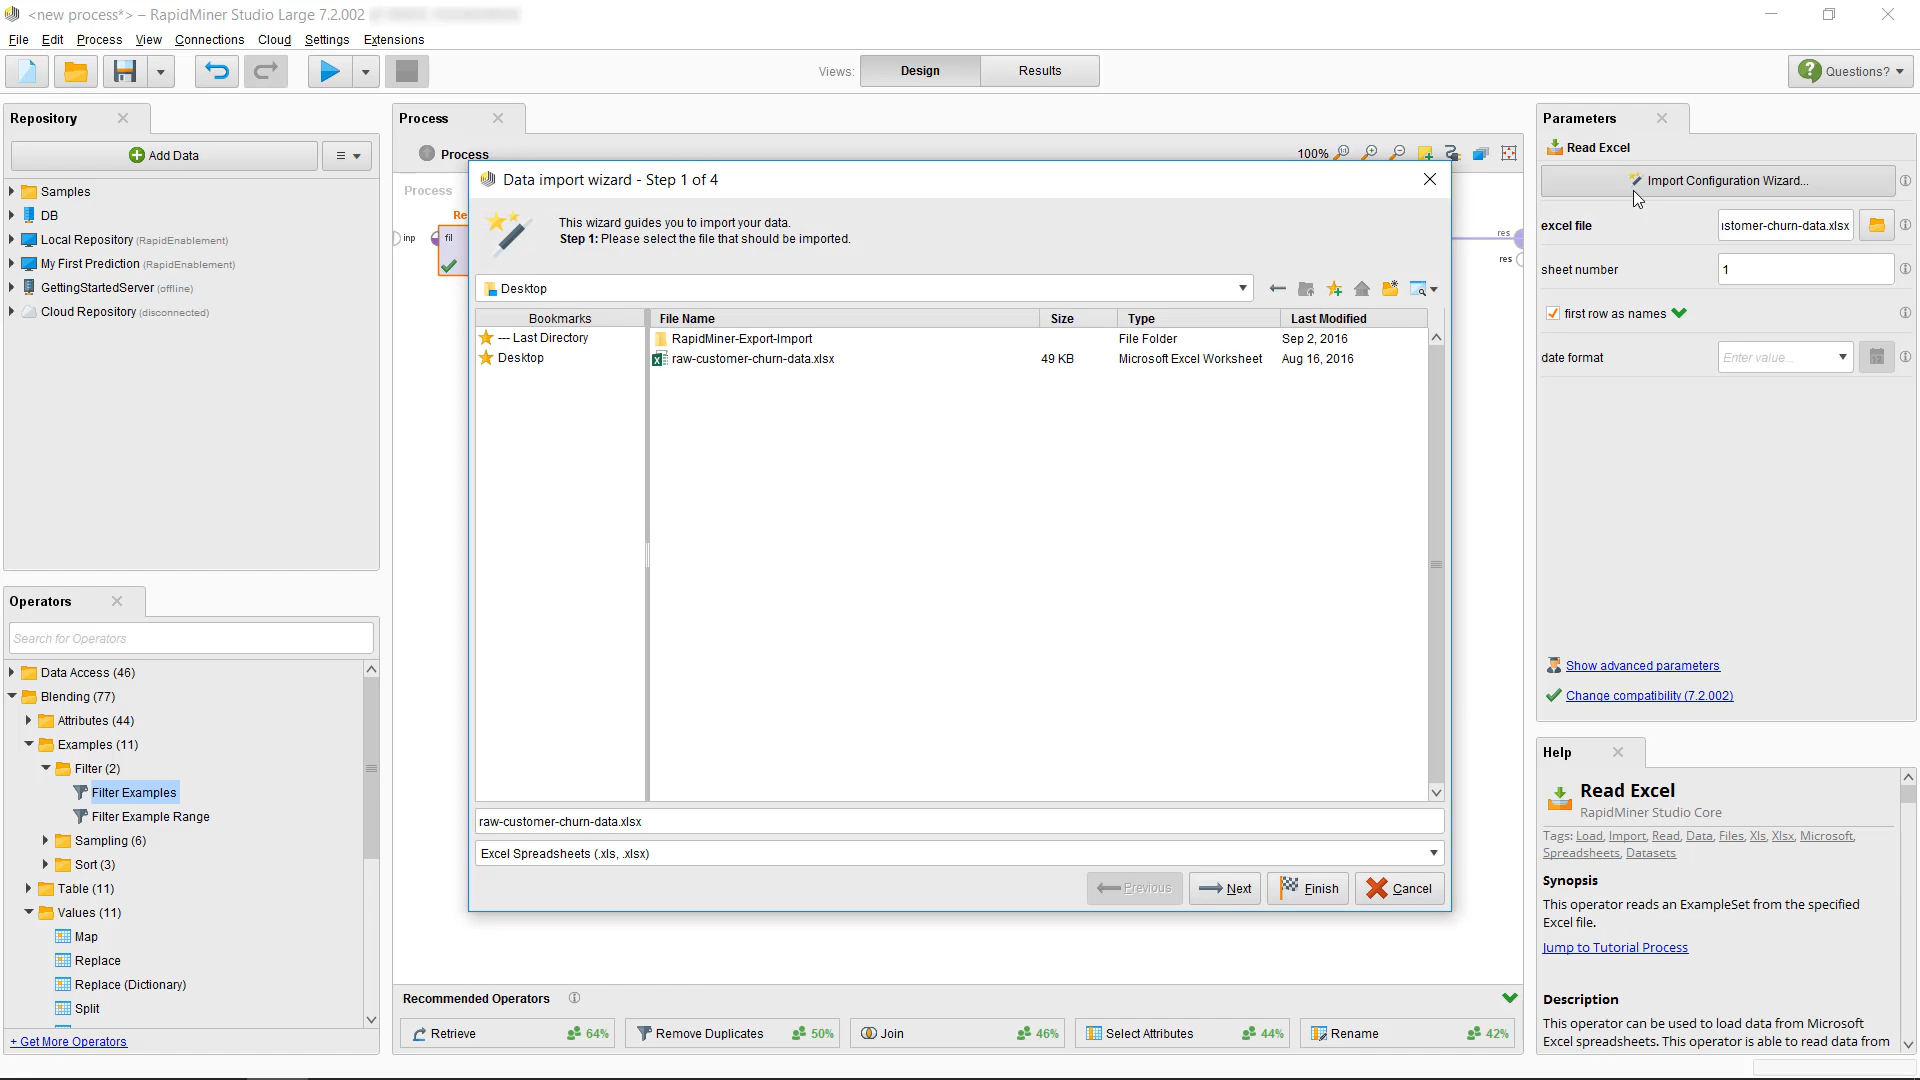 <new process*> – RapidMiner Studio Large 7.2.002
File Edit Process View Connections Cloud Settings Extensions
Views: Design Results
Questions?
Repository
Add Data
Samples
DB
Local Repository (RapidEnablement)
My First Prediction (RapidEnablement)
GettingStartedServer (offline)
Cloud Repository (disconnected)
Operators
Search for Operators
Data Access (46)
Blending (77)
Attributes (44)
Examples (11)
Filter (2)
Filter Examples
Filter Example Range
Sampling (6)
Sort (3)
Table (11)
Values (11)
Map
Replace
Replace (Dictionary)
Split
+ Get More Operators
Process
Process
100%
Process
Re
inp
fil
res
res
Data import wizard - Step 1 of 4
This wizard guides you to import your data.
Step 1: Please select the file that should be imported.
Desktop
Bookmarks
--- Last Directory
Desktop
File Name Size Type Last Modified
RapidMiner-Export-Import File Folder Sep 2, 2016
raw-customer-churn-data.xlsx 49 KB Microsoft Excel Worksheet Aug 16, 2016
raw-customer-churn-data.xlsx
Excel Spreadsheets (.xls, .xlsx)
Previous Next Finish Cancel
Recommended Operators
Retrieve 64% Remove Duplicates 50% Join 46% Select Attributes 44% Rename 42%
Parameters
Read Excel
Import Configuration Wizard...
excel file
stomer-churn-data.xlsx
sheet number 1
first row as names
date format Enter value...
Show advanced parameters
Change compatibility (7.2.002)
Help
Read Excel
RapidMiner Studio Core
Tags: Load, Import, Read, Data, Files, Xls, Xlsx, Microsoft,
Spreadsheets, Datasets
Synopsis
This operator reads an ExampleSet from the specified
Excel file.
Jump to Tutorial Process
Description
This operator can be used to load data from Microsoft
Excel spreadsheets. This operator is able to read data from